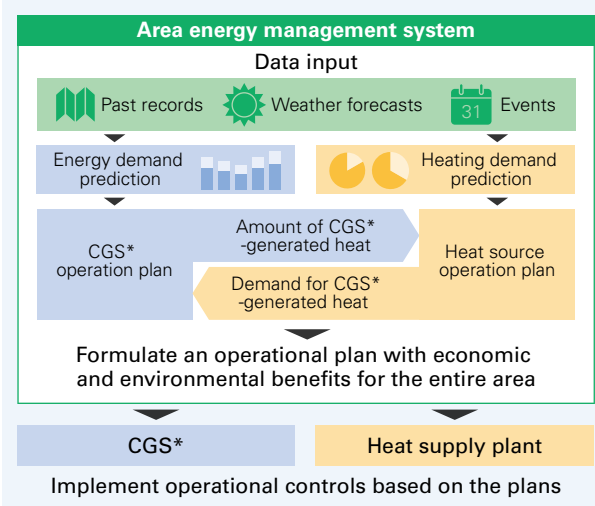 Area energy management system
Data input
Past records
Weather forecasts
31
Events
Energy demand
prediction
Heating demand
prediction
CGS*
operation plan
Amount of CGS*
-generated heat
Demand for CGS*
-generated heat
Heat source
operation plan
Formulate an operational plan with economic
and environmental benefits for the entire area
CGS*
Heat supply plant
Implement operational controls based on the plans